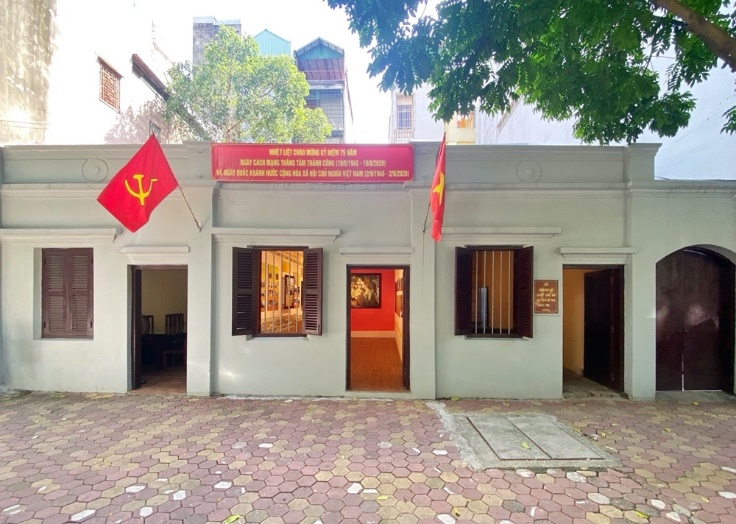 NHIỆT LIỆT CHÀO MỪNG KỶ NIỆM 75 NĂM
NGÀY CÁCH MẠNG THÁNG TÁM THÀNH CÔNG (19/8/1945 - 19/8/2020)
VÀ NGÀY QUỐC KHÁNH NƯỚC CỘNG HÒA XÃ HỘI CHỦ NGHĨA VIỆT NAM (2/9/1945 - 2/9/2020)